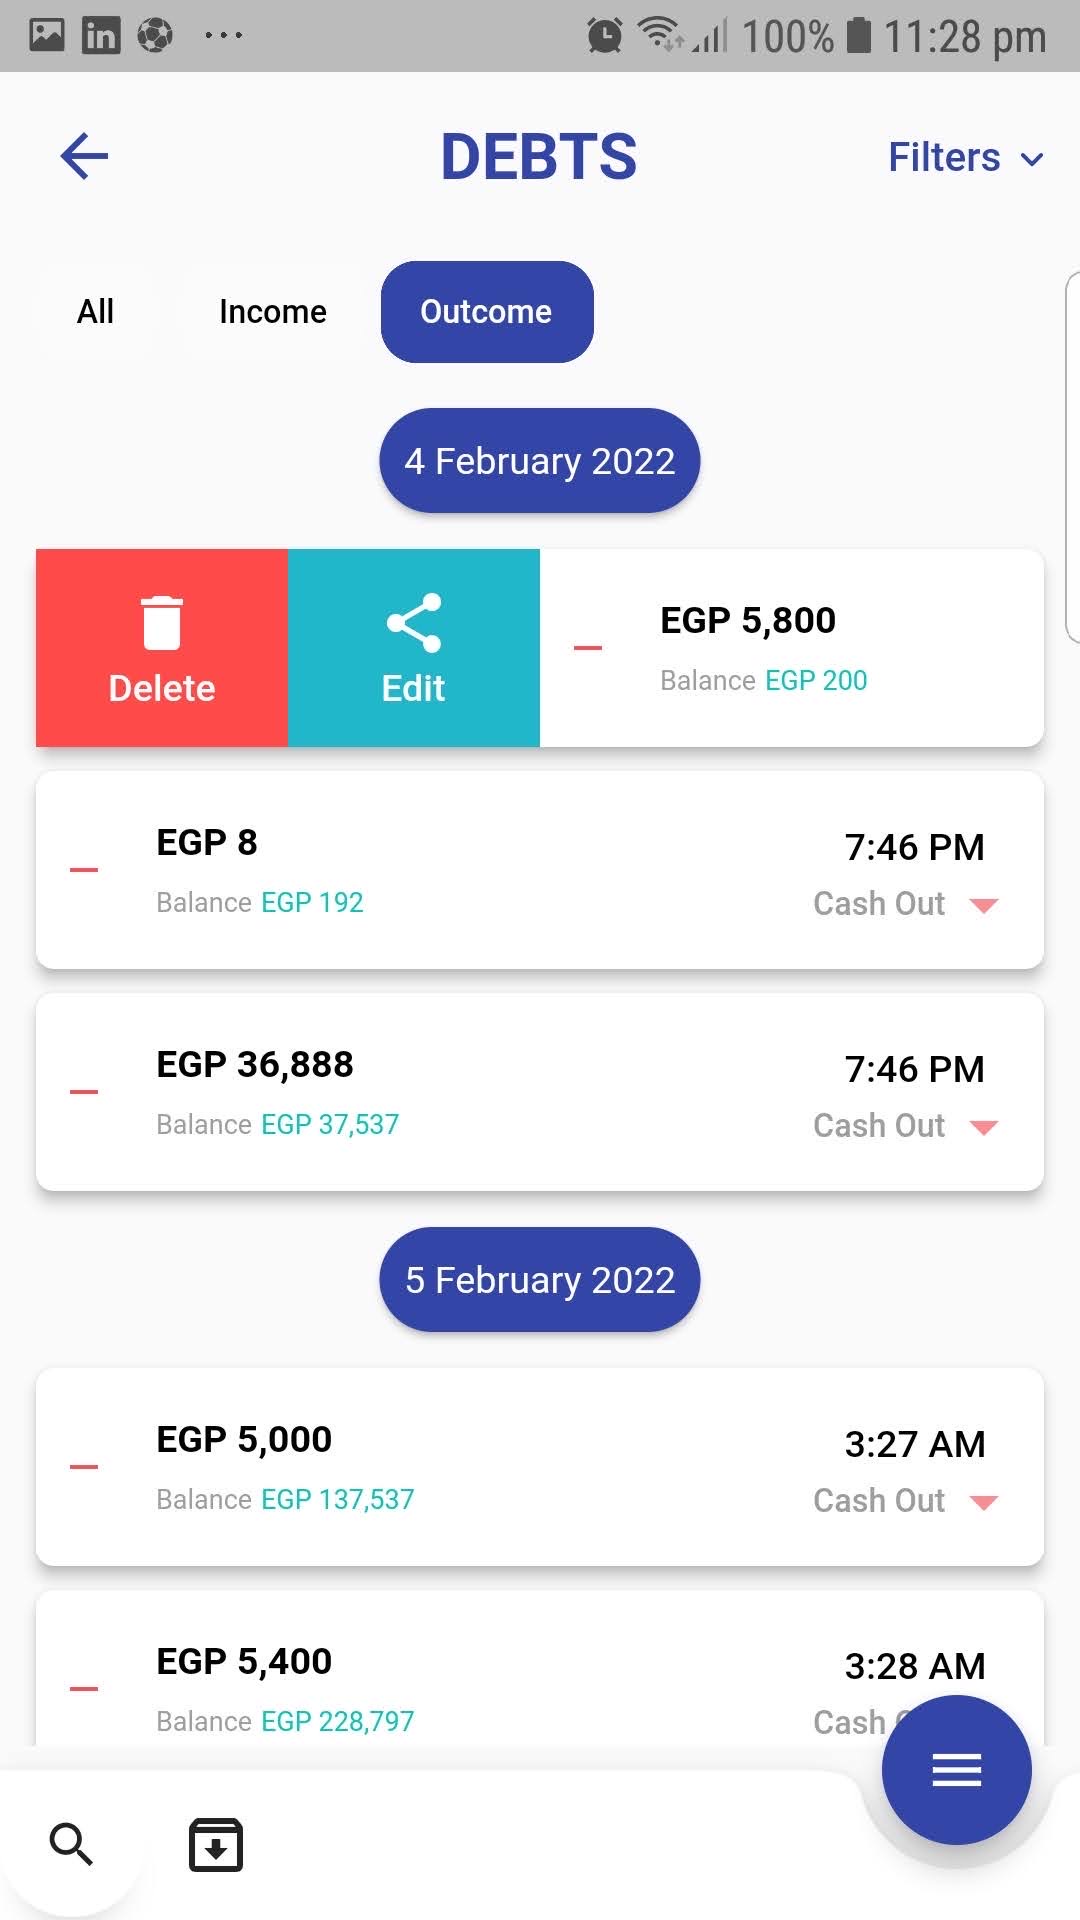 100% 11:28 pm
DEBTS
Filters
All Income Outcome
4 February 2022
Delete
Edit
EGP 5,800
Balance EGP 200
EGP 8
Balance EGP 192
7:46 PM
Cash Out
EGP 36,888
Balance EGP 37,537
7:46 PM
Cash Out
5 February 2022
EGP 5,000
Balance EGP 137,537
3:27 AM
Cash Out
EGP 5,400
Balance EGP 228,797
3:28 AM
Cash